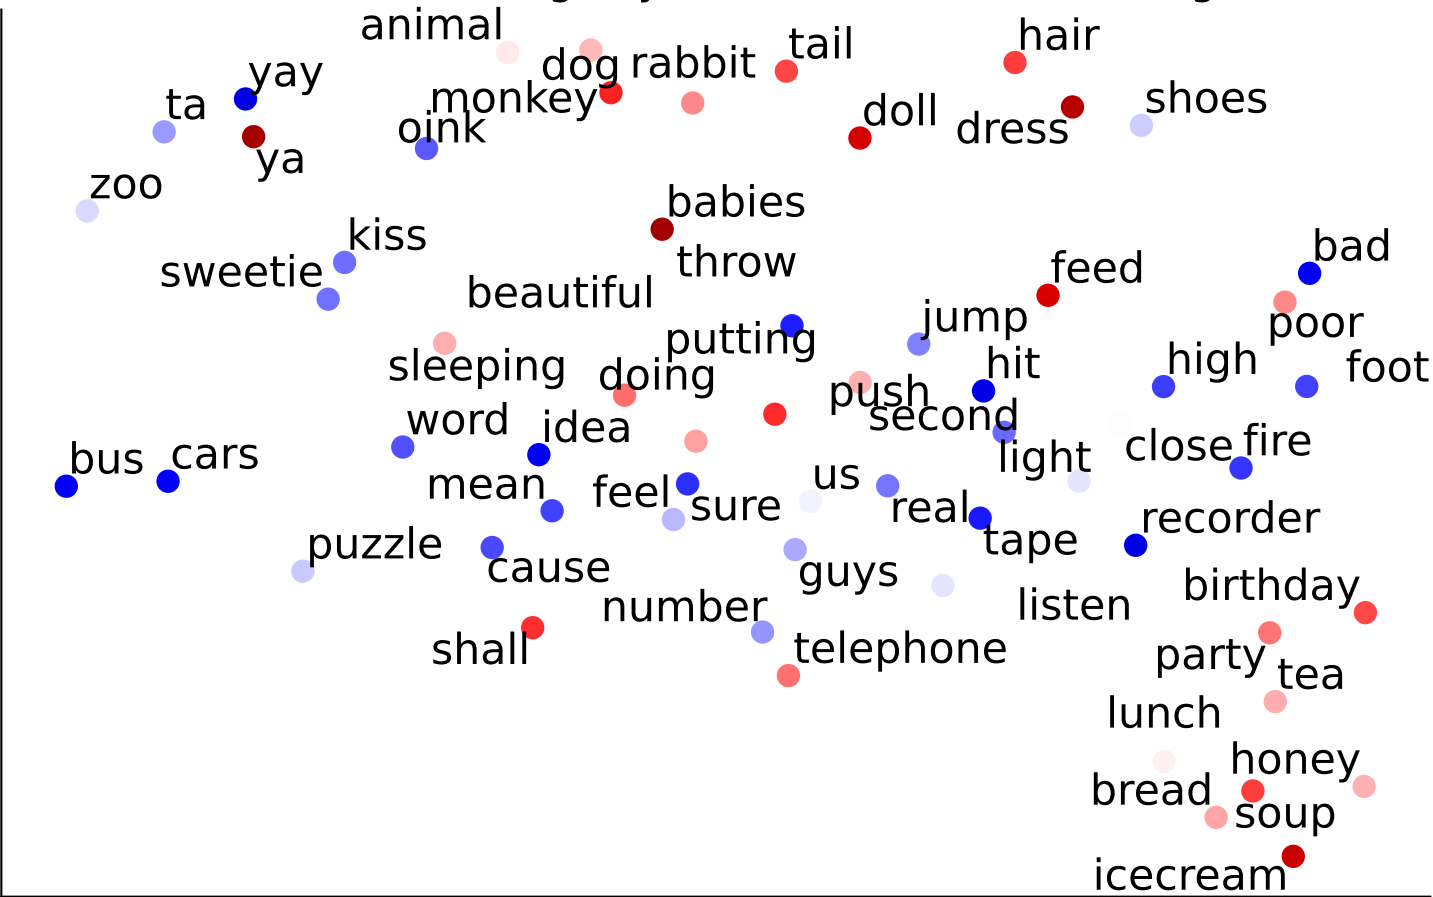 animal
dog
rabbit
tail
hair
yay
ta
monkey
oink
doll
dress
shoes
ya
zoo
babies
kiss
sweetie
throw
beautiful
feed
bad
jump
poor
putting
sleeping
doing
hit
high
foot
push
second
word
idea
bus
cars
light
close
fire
mean
feel
sure
us
real
tape
recorder
puzzle
cause
guys
number
listen
birthday
shall
telephone
party
tea
lunch
honey
bread
soup
icecream